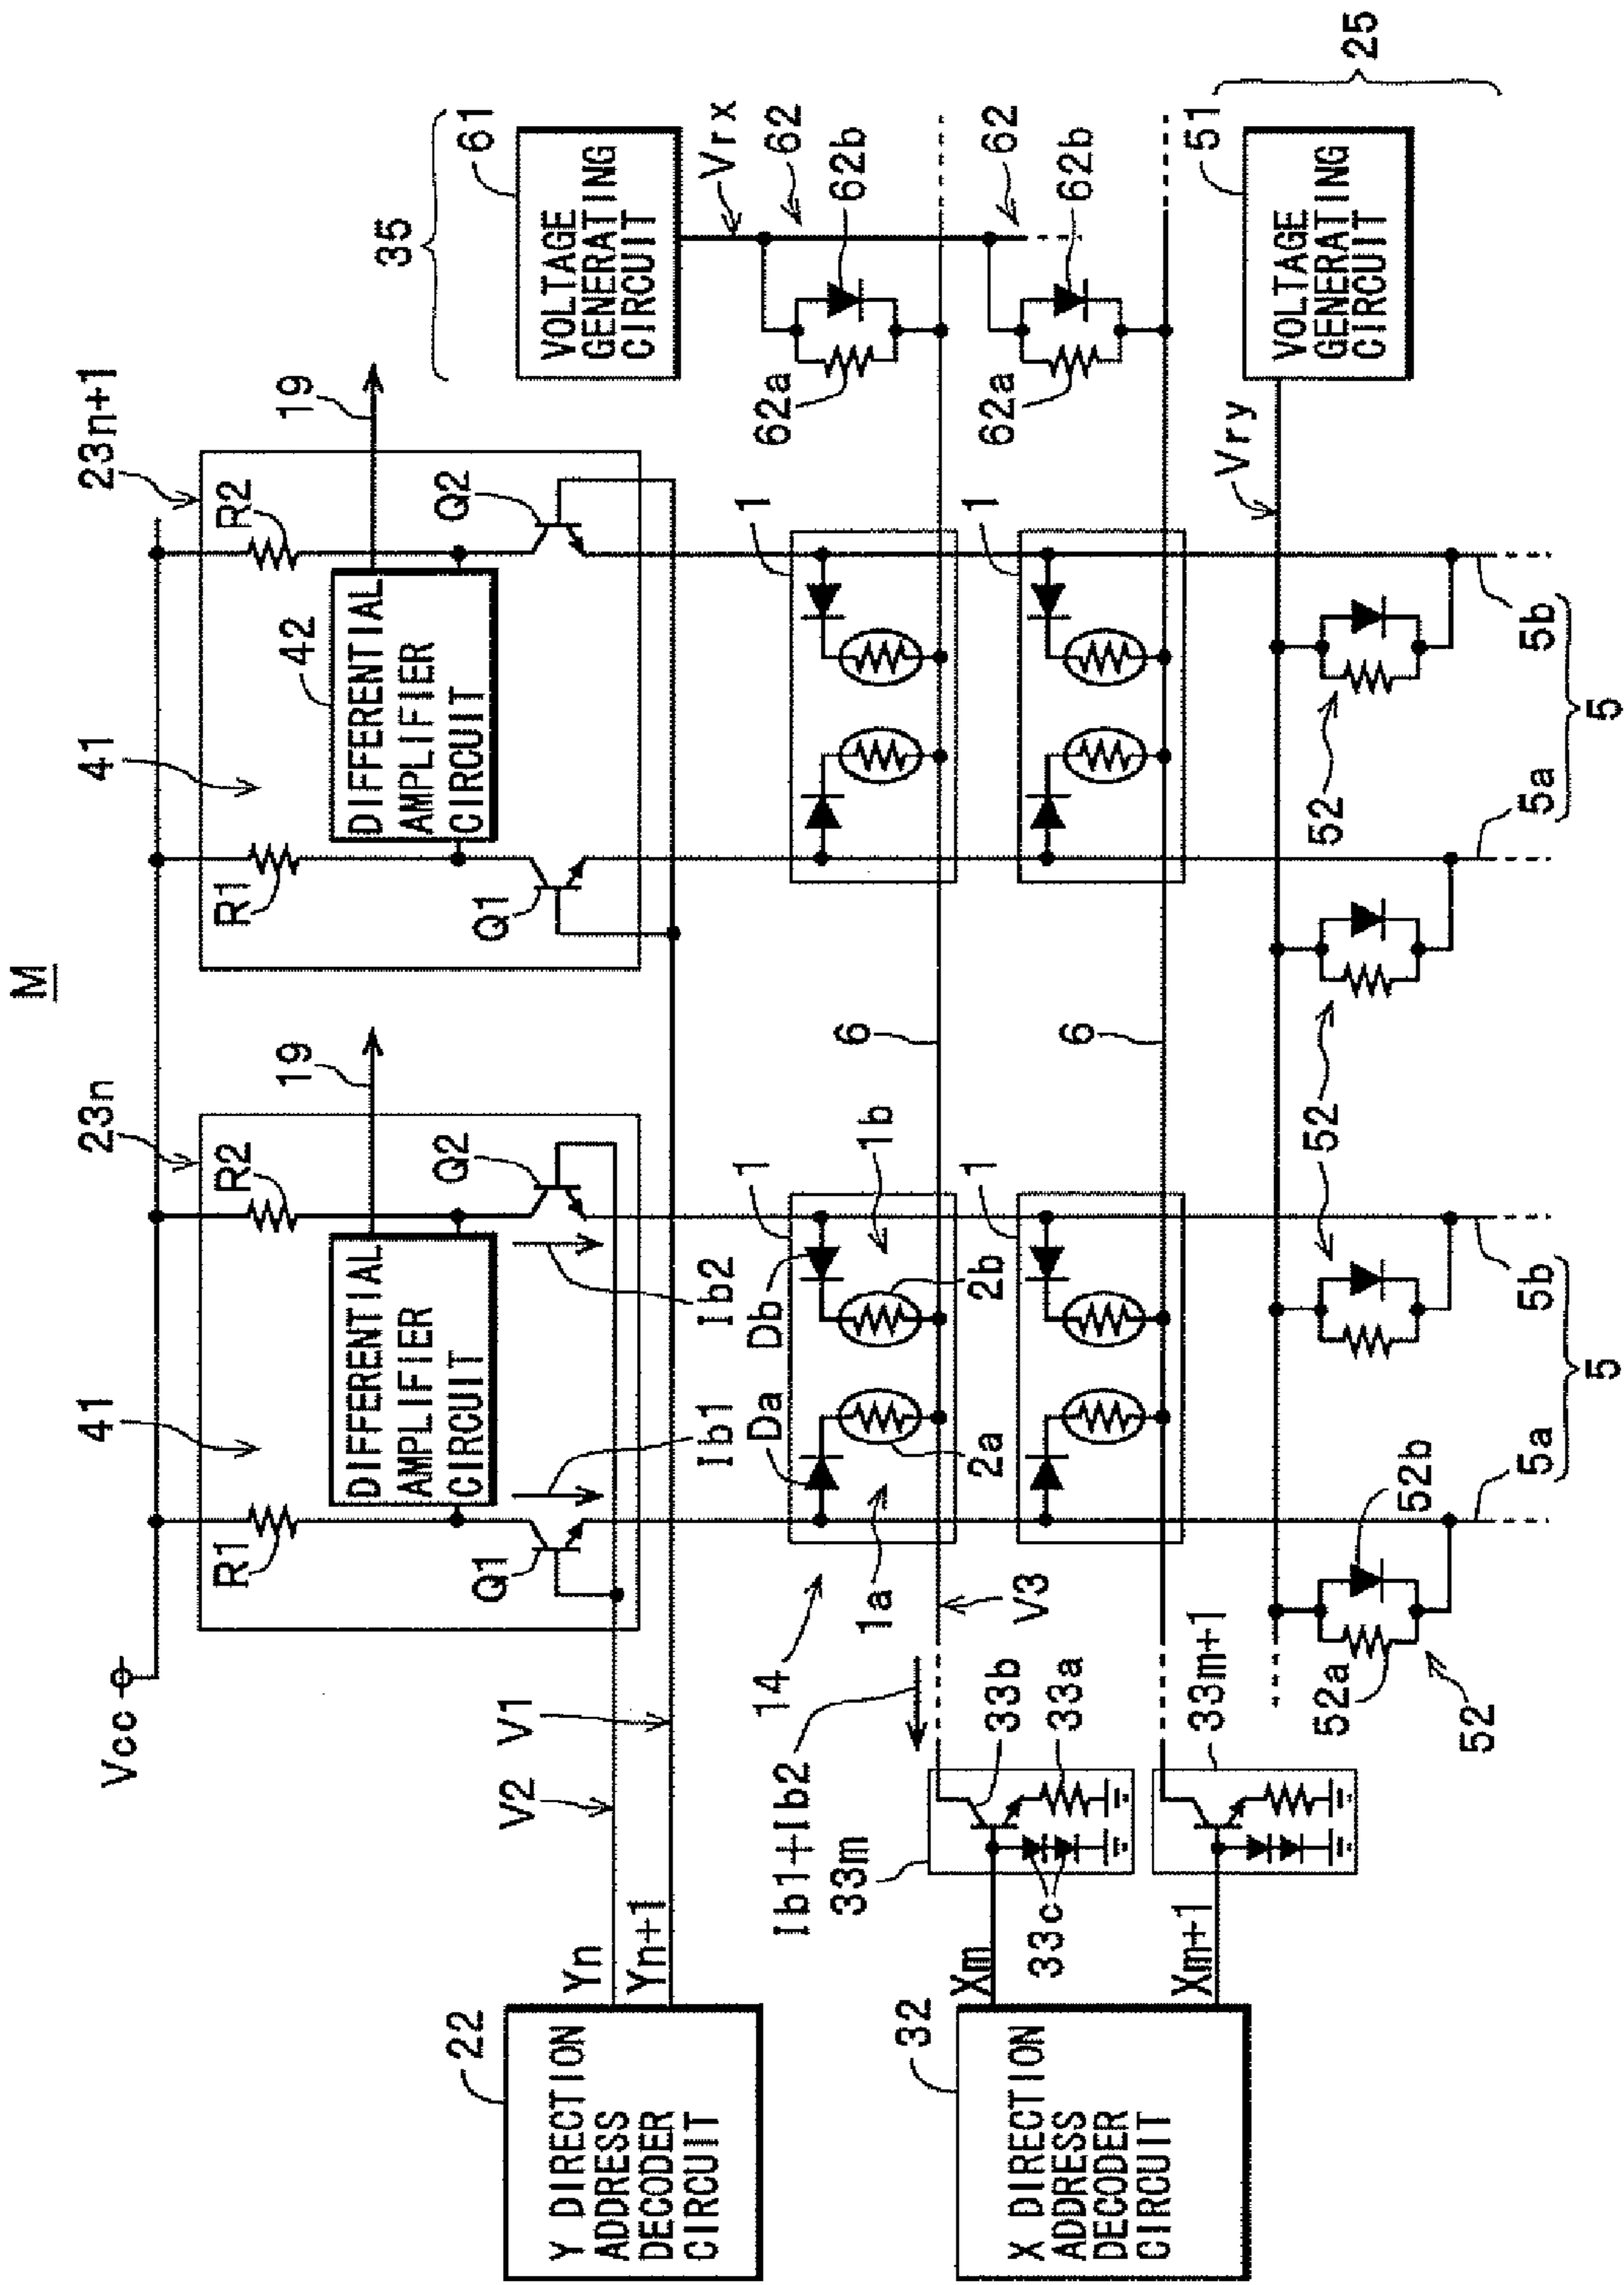 M
Vcc
23n
23n+1
35
41
R1
R2
19
DIFFERENTIAL
AMPLIFIER
CIRCUIT
Q1
Q2
Ib1
Ib2
41
R1
R2
42
19
DIFFERENTIAL
AMPLIFIER
CIRCUIT
Q1
Q2
61
VOLTAGE
GENERATING
CIRCUIT
Vrx
22
Y DIRECTION
ADDRESS
DECODER
CIRCUIT
Yn
Yn+1
V2
V1
14
1
Da
Db
1a
1b
2a
2b
6
1
62
62a
62b
Ib1+Ib2
V3
33m
33b
33a
33c
32
X DIRECTION
ADDRESS
DECODER
CIRCUIT
Xm
Xm+1
33m+1
1
6
1
62
62a
62b
Vry
51
VOLTAGE
GENERATING
CIRCUIT
25
52a
52b
52
52
52
5a
5b
5
5a
5b
5